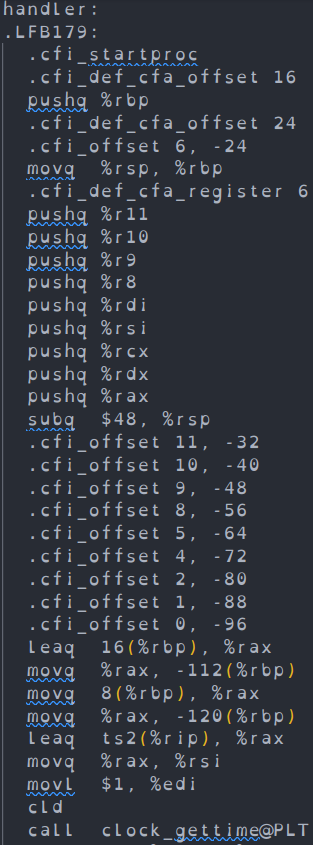 handler:
.LFB179:
.cfi_startproc
.cfi_def_cfa_offset 16
pushq %rbp
.cfi_def_cfa_offset 24
.cfi_offset 6, -24
movq %rsp, %rbp
.cfi_def_cfa_register 6
pushq %r11
pushq %r10
pushq %r9
pushq %r8
pushq %rdi
pushq %rsi
pushq %rcx
pushq %rdx
pushq %rax
subq $48, %rsp
.cfi_offset 11, -32
.cfi_offset 10, -40
.cfi_offset 9, -48
.cfi_offset 8, -56
.cfi_offset 5, -64
.cfi_offset 4, -72
.cfi_offset 2, -80
.cfi_offset 1, -88
.cfi_offset 0, -96
leaq 16(%rbp), %rax
movq %rax, -112(%rbp)
movq 8(%rbp), %rax
movq %rax, -120(%rbp)
leaq ts2(%rip), %rax
movq %rax, %rsi
movl $1, %edi
cld
call clock_gettime@PLT